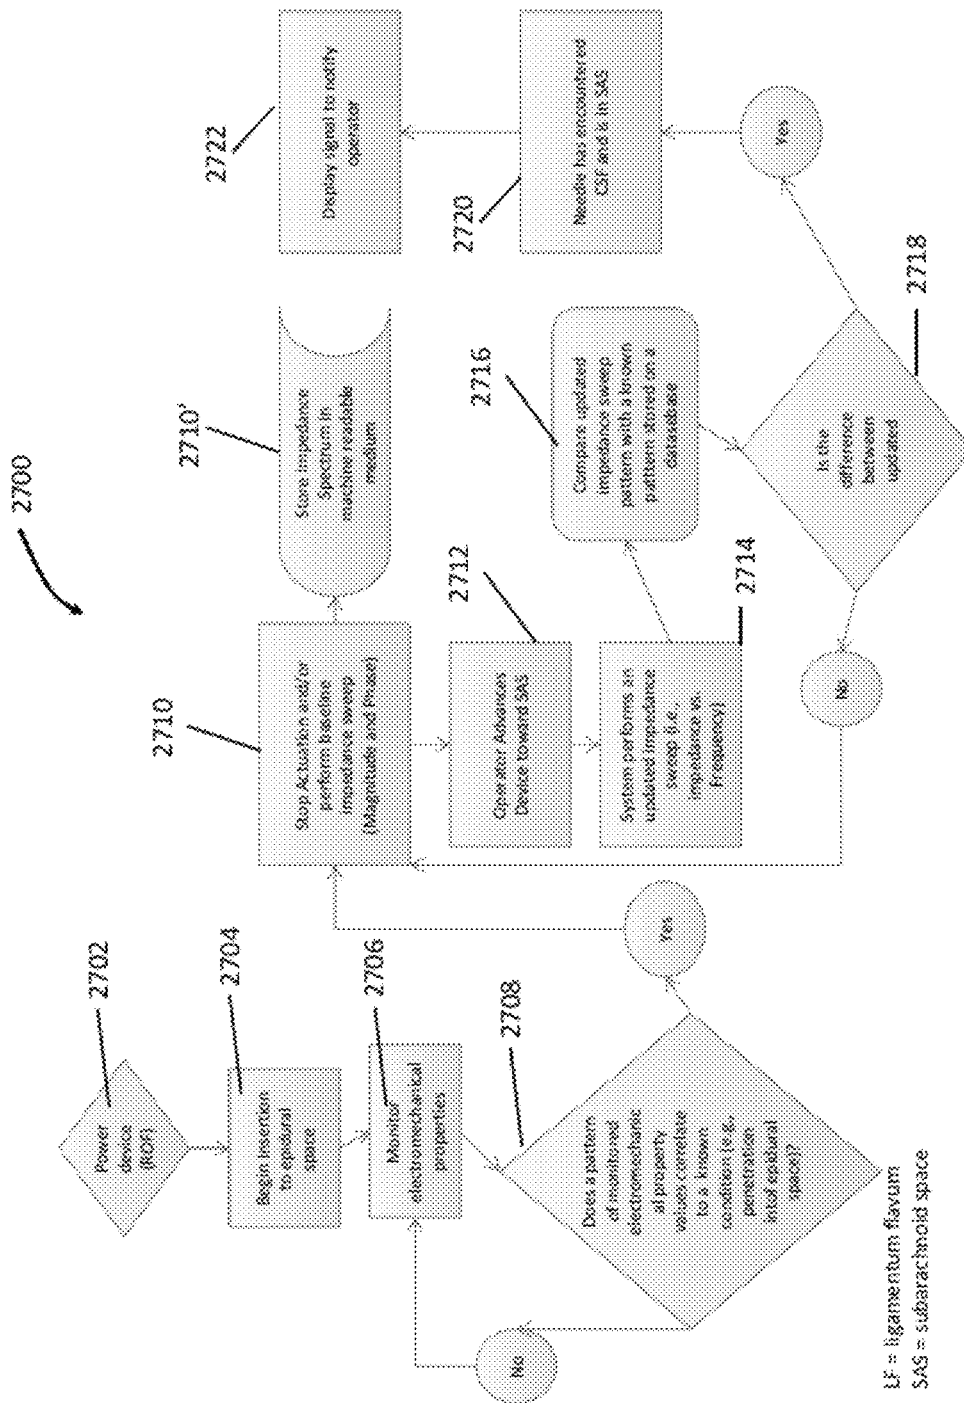 2700
2702
Power
device
(ROF)
2704
Begin Insertion
to epidural
space
2706
Monitor
electromechanical
properties
2708
Does a pattern
of monitored
electromechanic
al property
values correlate
to a known
condition (e.g.,
penetration
intof epidural
space)?
No
Yes
2710
Stop Actuation and/or
perform baseline
impedance sweep
(Magnitude and Phase)
2710'
Store Impedance
Spectrum in
machine readable
medium
2712
Operator Advances
Device toward SAS
2714
System performs an
updated impedance
sweep (i.e.,
impedance vs.
Frequency)
2716
Compare updated
impedance sweep
pattern with a known
pattern stored on a
datasebase
2718
Is the
difference
between
updated
No
Yes
2720
Needle has encountered
CSF and is in SAS
2722
Display signal to notify
operator
LF = ligamentum flavum
SAS = subarachnoid space